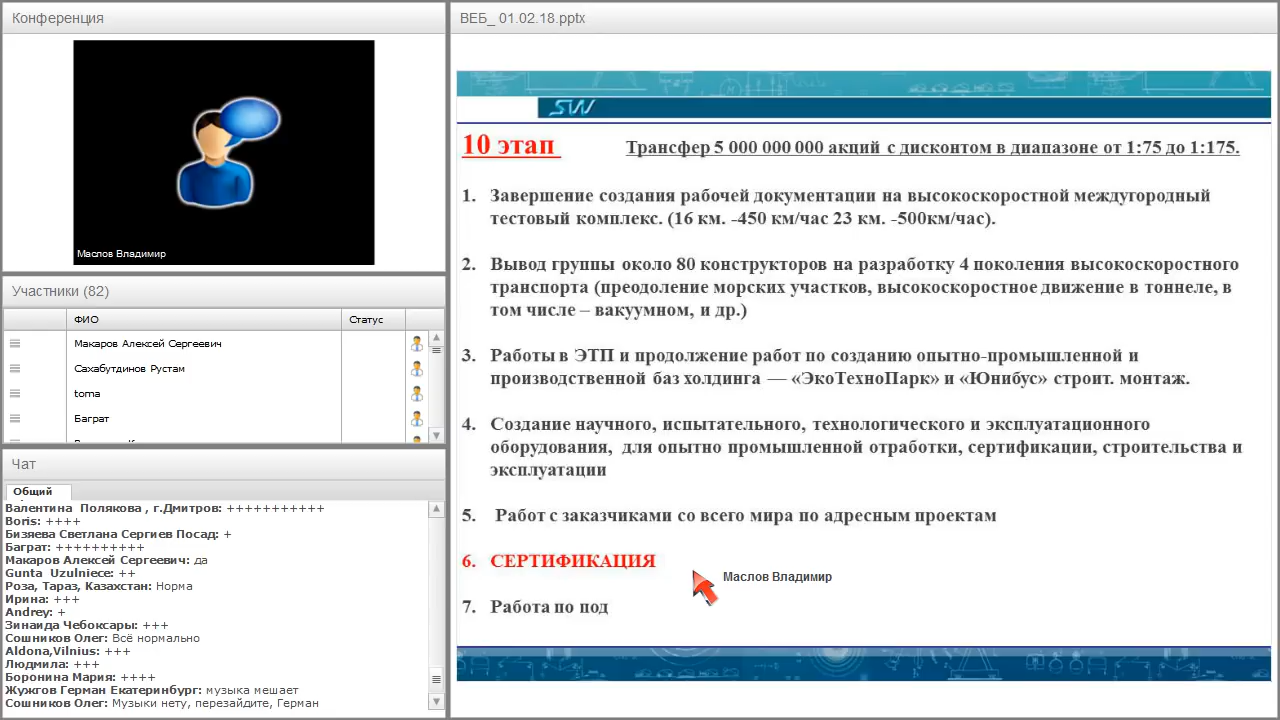 Конференция
Маслов Владимир
Участники (82)
ФИО
Статус
Макаров Алексей Сергеевич
Сахабутдинов Рустам
toma
Баграт
Чат
Общий
Валентина Полякова , г.Дмитров: +++++++++++
Boris: ++++
Бизяева Светлана Сергиев Посад: +
Баграт: ++++++++++
Макаров Алексей Сергеевич: да
Gunta Uzulniece: ++
Роза, Тараз, Казахстан: Норма
Ирина: +++
Andrey: +
Зинаида Чебоксары: +++
Сошников Олег: Всё нормально
Aldona,Vilnius: +++
Людмила: +++
Боронина Мария: ++++
Жужгов Герман Екатеринбург: музыка мешает
Сошников Олег: Музыки нёту, перезайдите, Герман
ВЕБ_ 01.02.18.pptx
SW
10 этап Трансфер 5 000 000 000 акций с дисконтом в диапазоне от 1:75 до 1:175.
1. Завершение создания рабочей документации на высокоскоростной междугородный
тестовый комплекс. (16 км. -450 км/час 23 км. -500км/час).
2. Вывод группы около 80 конструкторов на разработку 4 поколения высокоскоростного
транспорта (преодоление морских участков, высокоскоростное движение в тоннеле, в
том числе – вакуумном, и др.)
3. Работы в ЭТП и продолжение работ по созданию опытно-промышленной и
производственной баз холдинга — «ЭкоТехноПарк» и «Юнибус» строит. монтаж.
4. Создание научного, испытательного, технологического и эксплуатационного
оборудования, для опытно промышленной отработки, сертификации, строительства и
эксплуатации
5. Работ с заказчиками со всего мира по адресным проектам
6. СЕРТИФИКАЦИЯ
Маслов Владимир
7. Работа по под